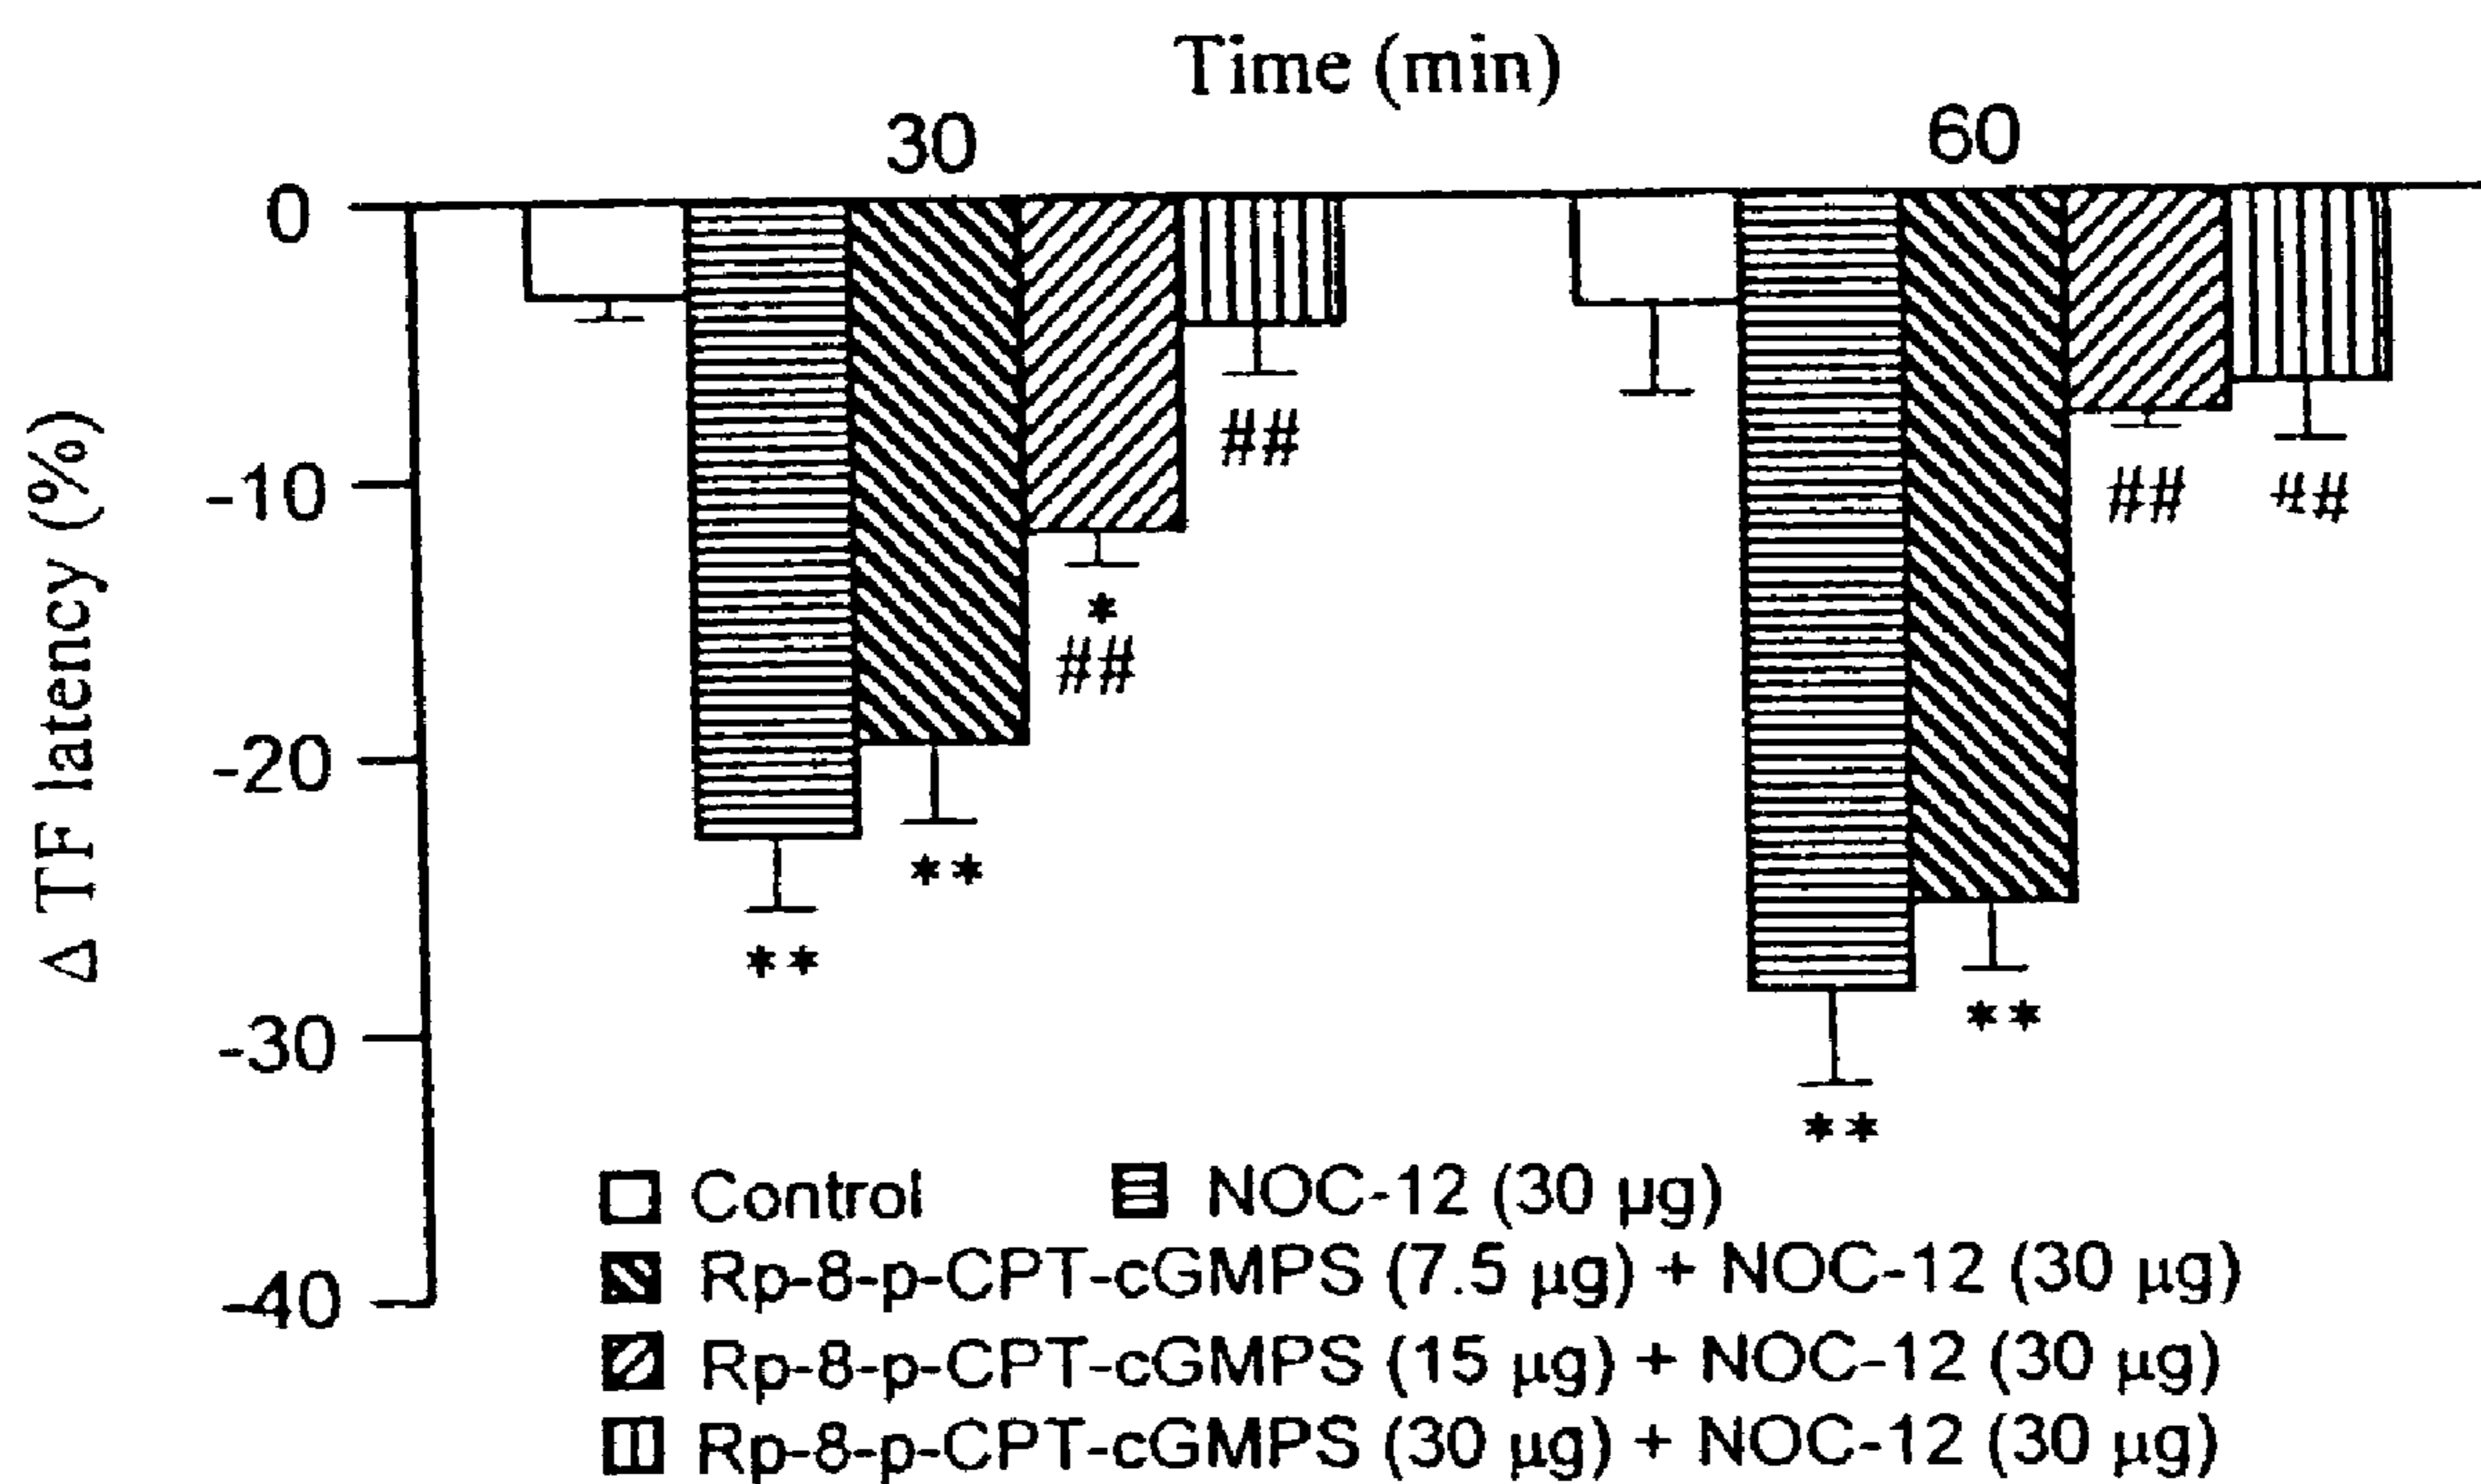 Time (min)
30 60
0
-10
-20
-30
-40
Δ TF latency (%)
##
*
##
**
**
## ##
**
**
Control NOC-12 (30 µg)
Rp-8-p-CPT-cGMPS (7.5 µg) + NOC-12 (30 µg)
Rp-8-p-CPT-cGMPS (15 µg) + NOC-12 (30 µg)
Rp-8-p-CPT-cGMPS (30 µg) + NOC-12 (30 µg)